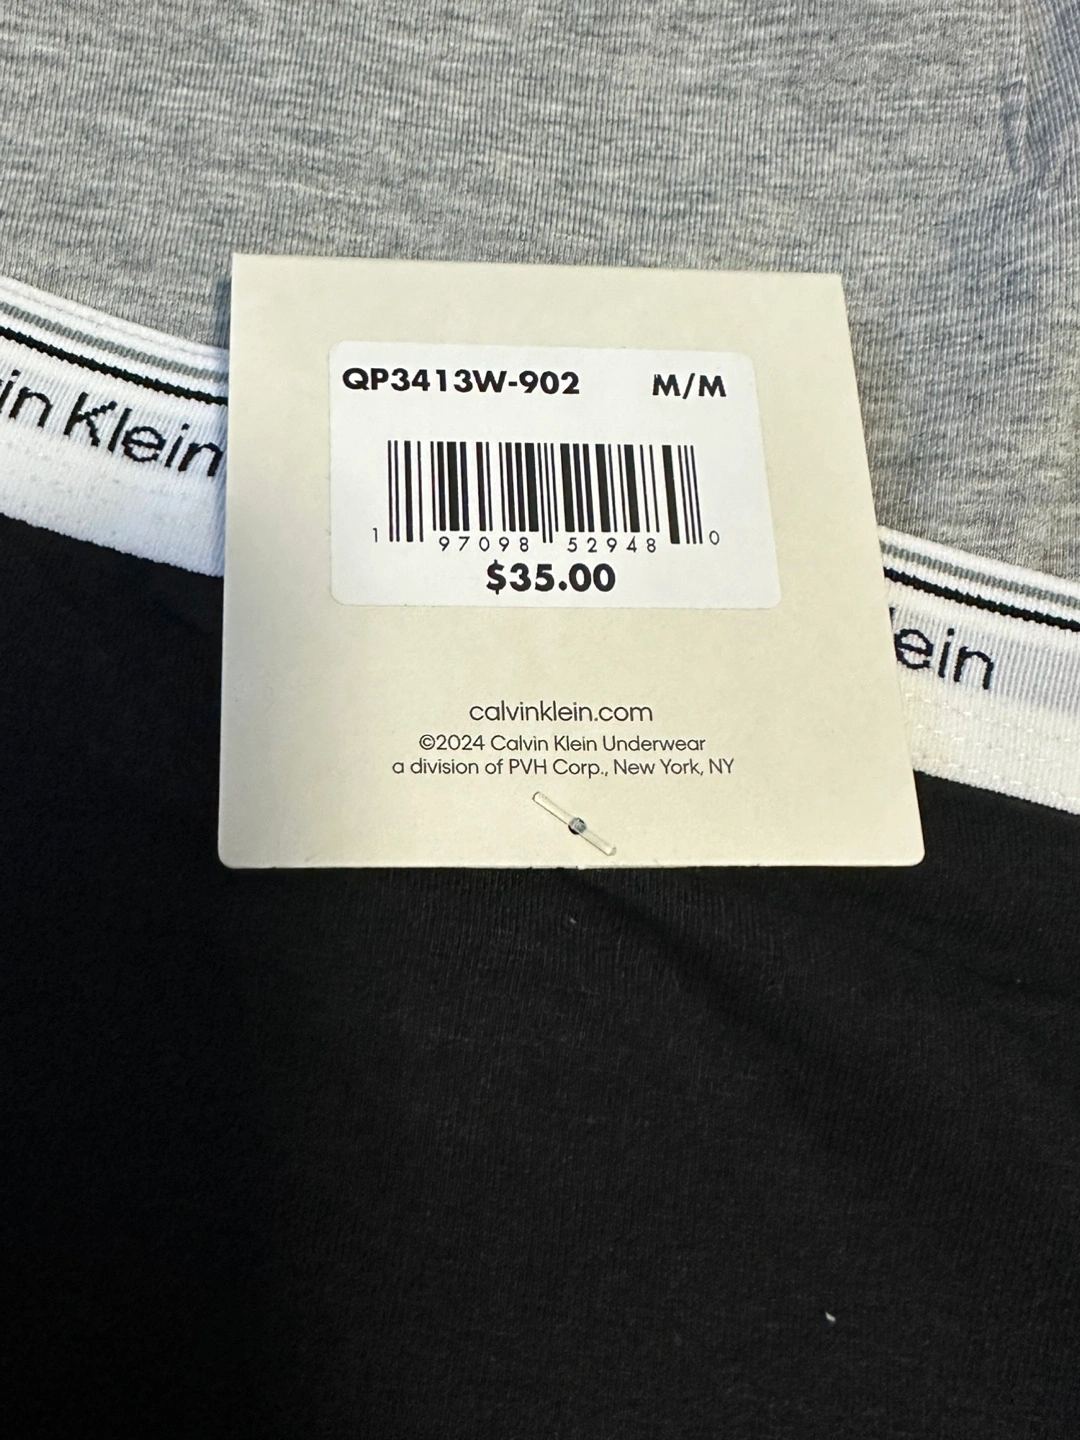 QP3413W-902 M/M
in Klein
1 97098 52948 0
$35.00
ein
calvinklein.com
©2024 Calvin Klein Underwear
a division of PVH Corp., New York, NY